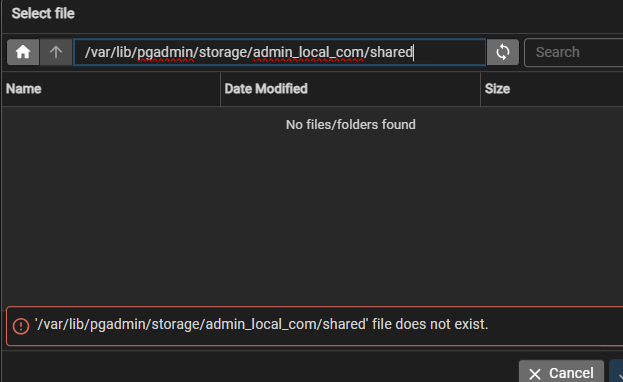 Select file
/var/lib/pgadmin/storage/admin_local_com/shared
Search
Name Date Modified Size
No files/folders found
'/var/lib/pgadmin/storage/admin_local_com/shared' file does not exist.
Cancel